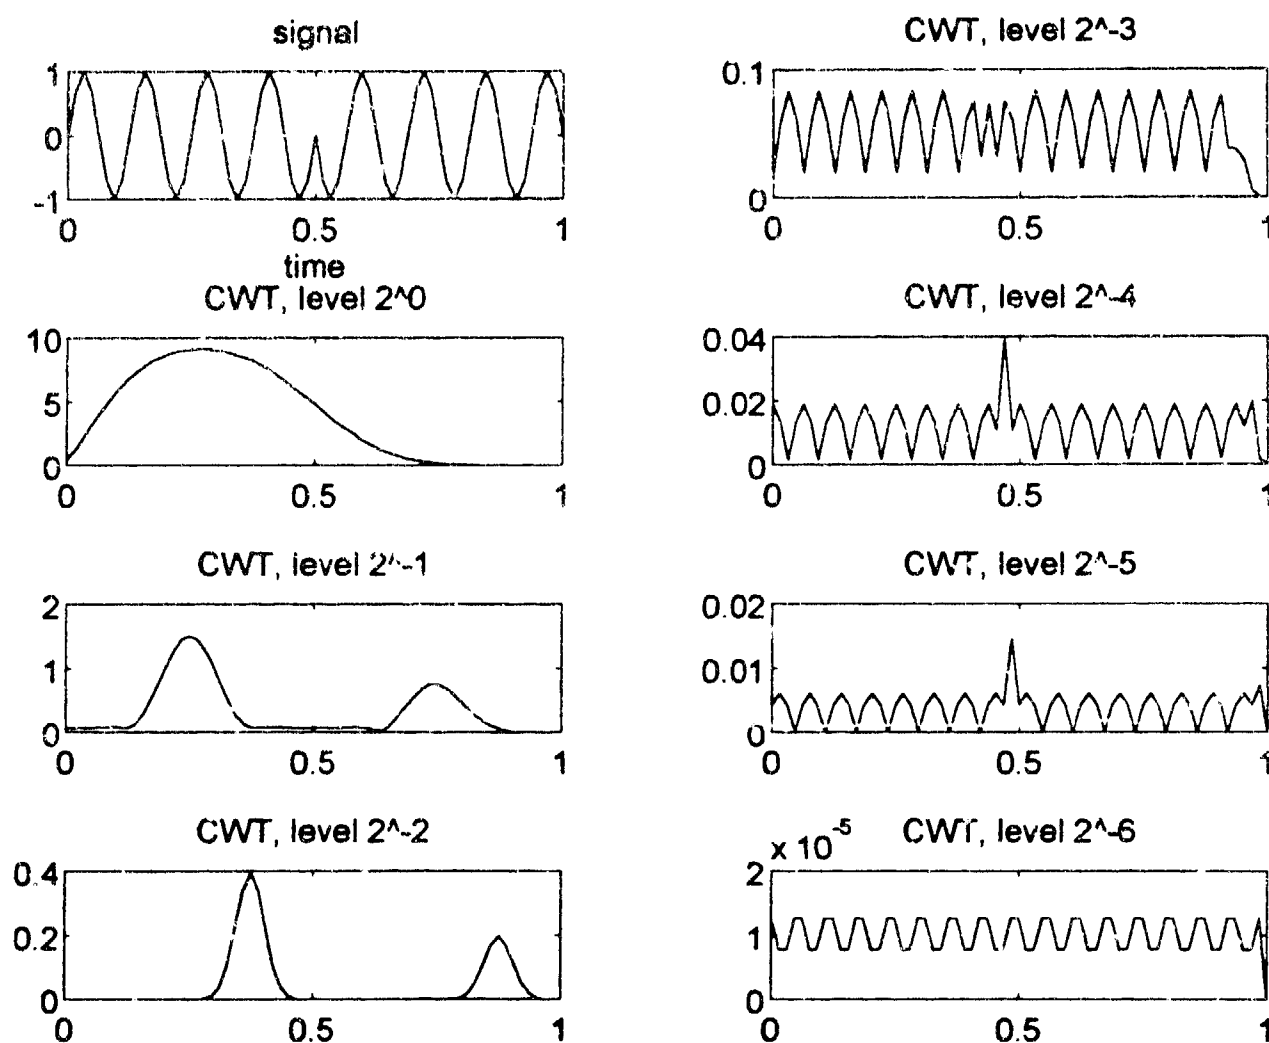 signal
1
0
-1
0 0.5 1
time
CWT, level 2^0
10
5
0
0 0.5 1
CWT, level 2^-1
2
1
0
0 0.5 1
CWT, level 2^-2
0.4
0.2
0
0 0.5 1
CWT, level 2^-3
0.1
0
0 0.5 1
CWT, level 2^-4
0.04
0.02
0
0 0.5 1
CWT, level 2^-5
0.02
0.01
0
0 0.5 1
x 10^-5 CWT, level 2^-6
2
1
0
0 0.5 1